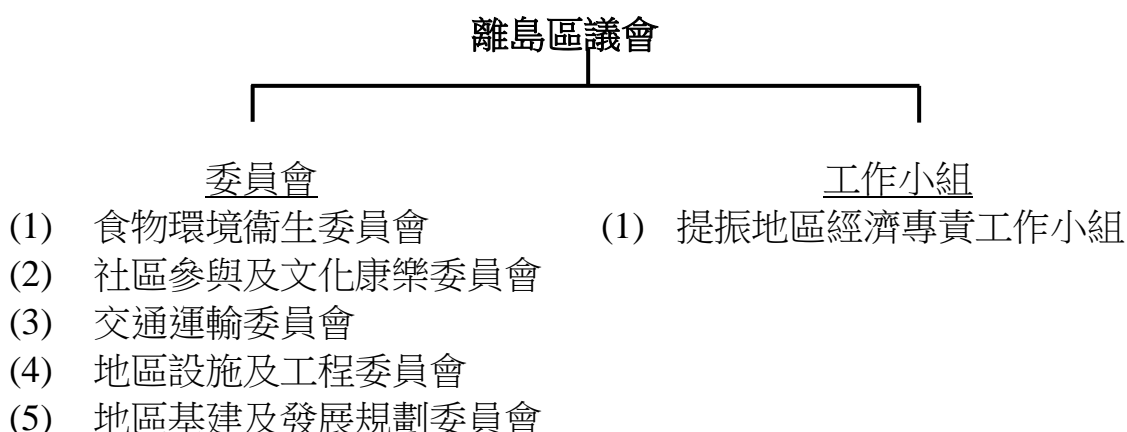 離島區議會
委員會
(1) 食物環境衞生委員會
(2) 社區參與及文化康樂委員會
(3) 交通運輸委員會
(4) 地區設施及工程委員會
(5) 地區基建及發展規劃委員會
工作小組
(1) 提振地區經濟專責工作小組